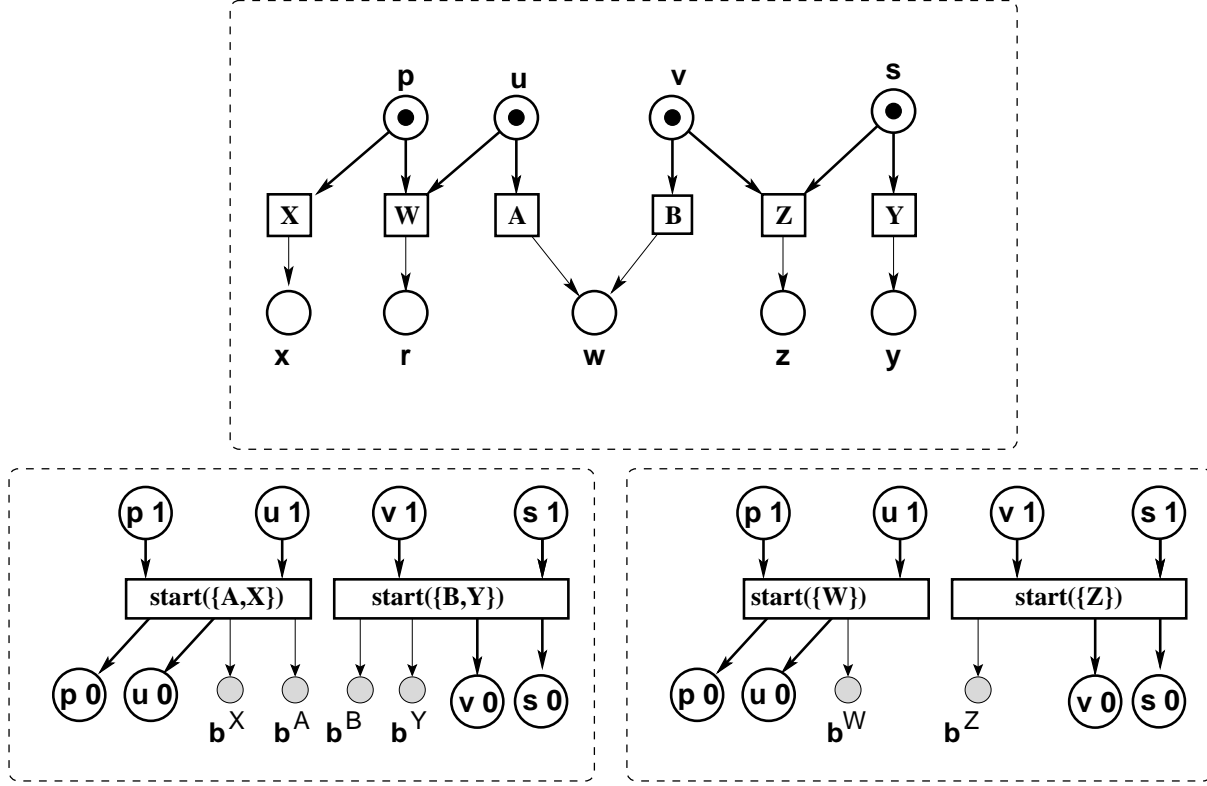 p u v s
X W A B Z Y
x r w z y
p 1 u 1 v 1 s 1
start({A,X}) start({B,Y})
p 0 u 0 v 0 s 0
b^X b^A b^B b^Y
p 1 u 1 v 1 s 1
start({W}) start({Z})
p 0 u 0 v 0 s 0
b^W b^Z